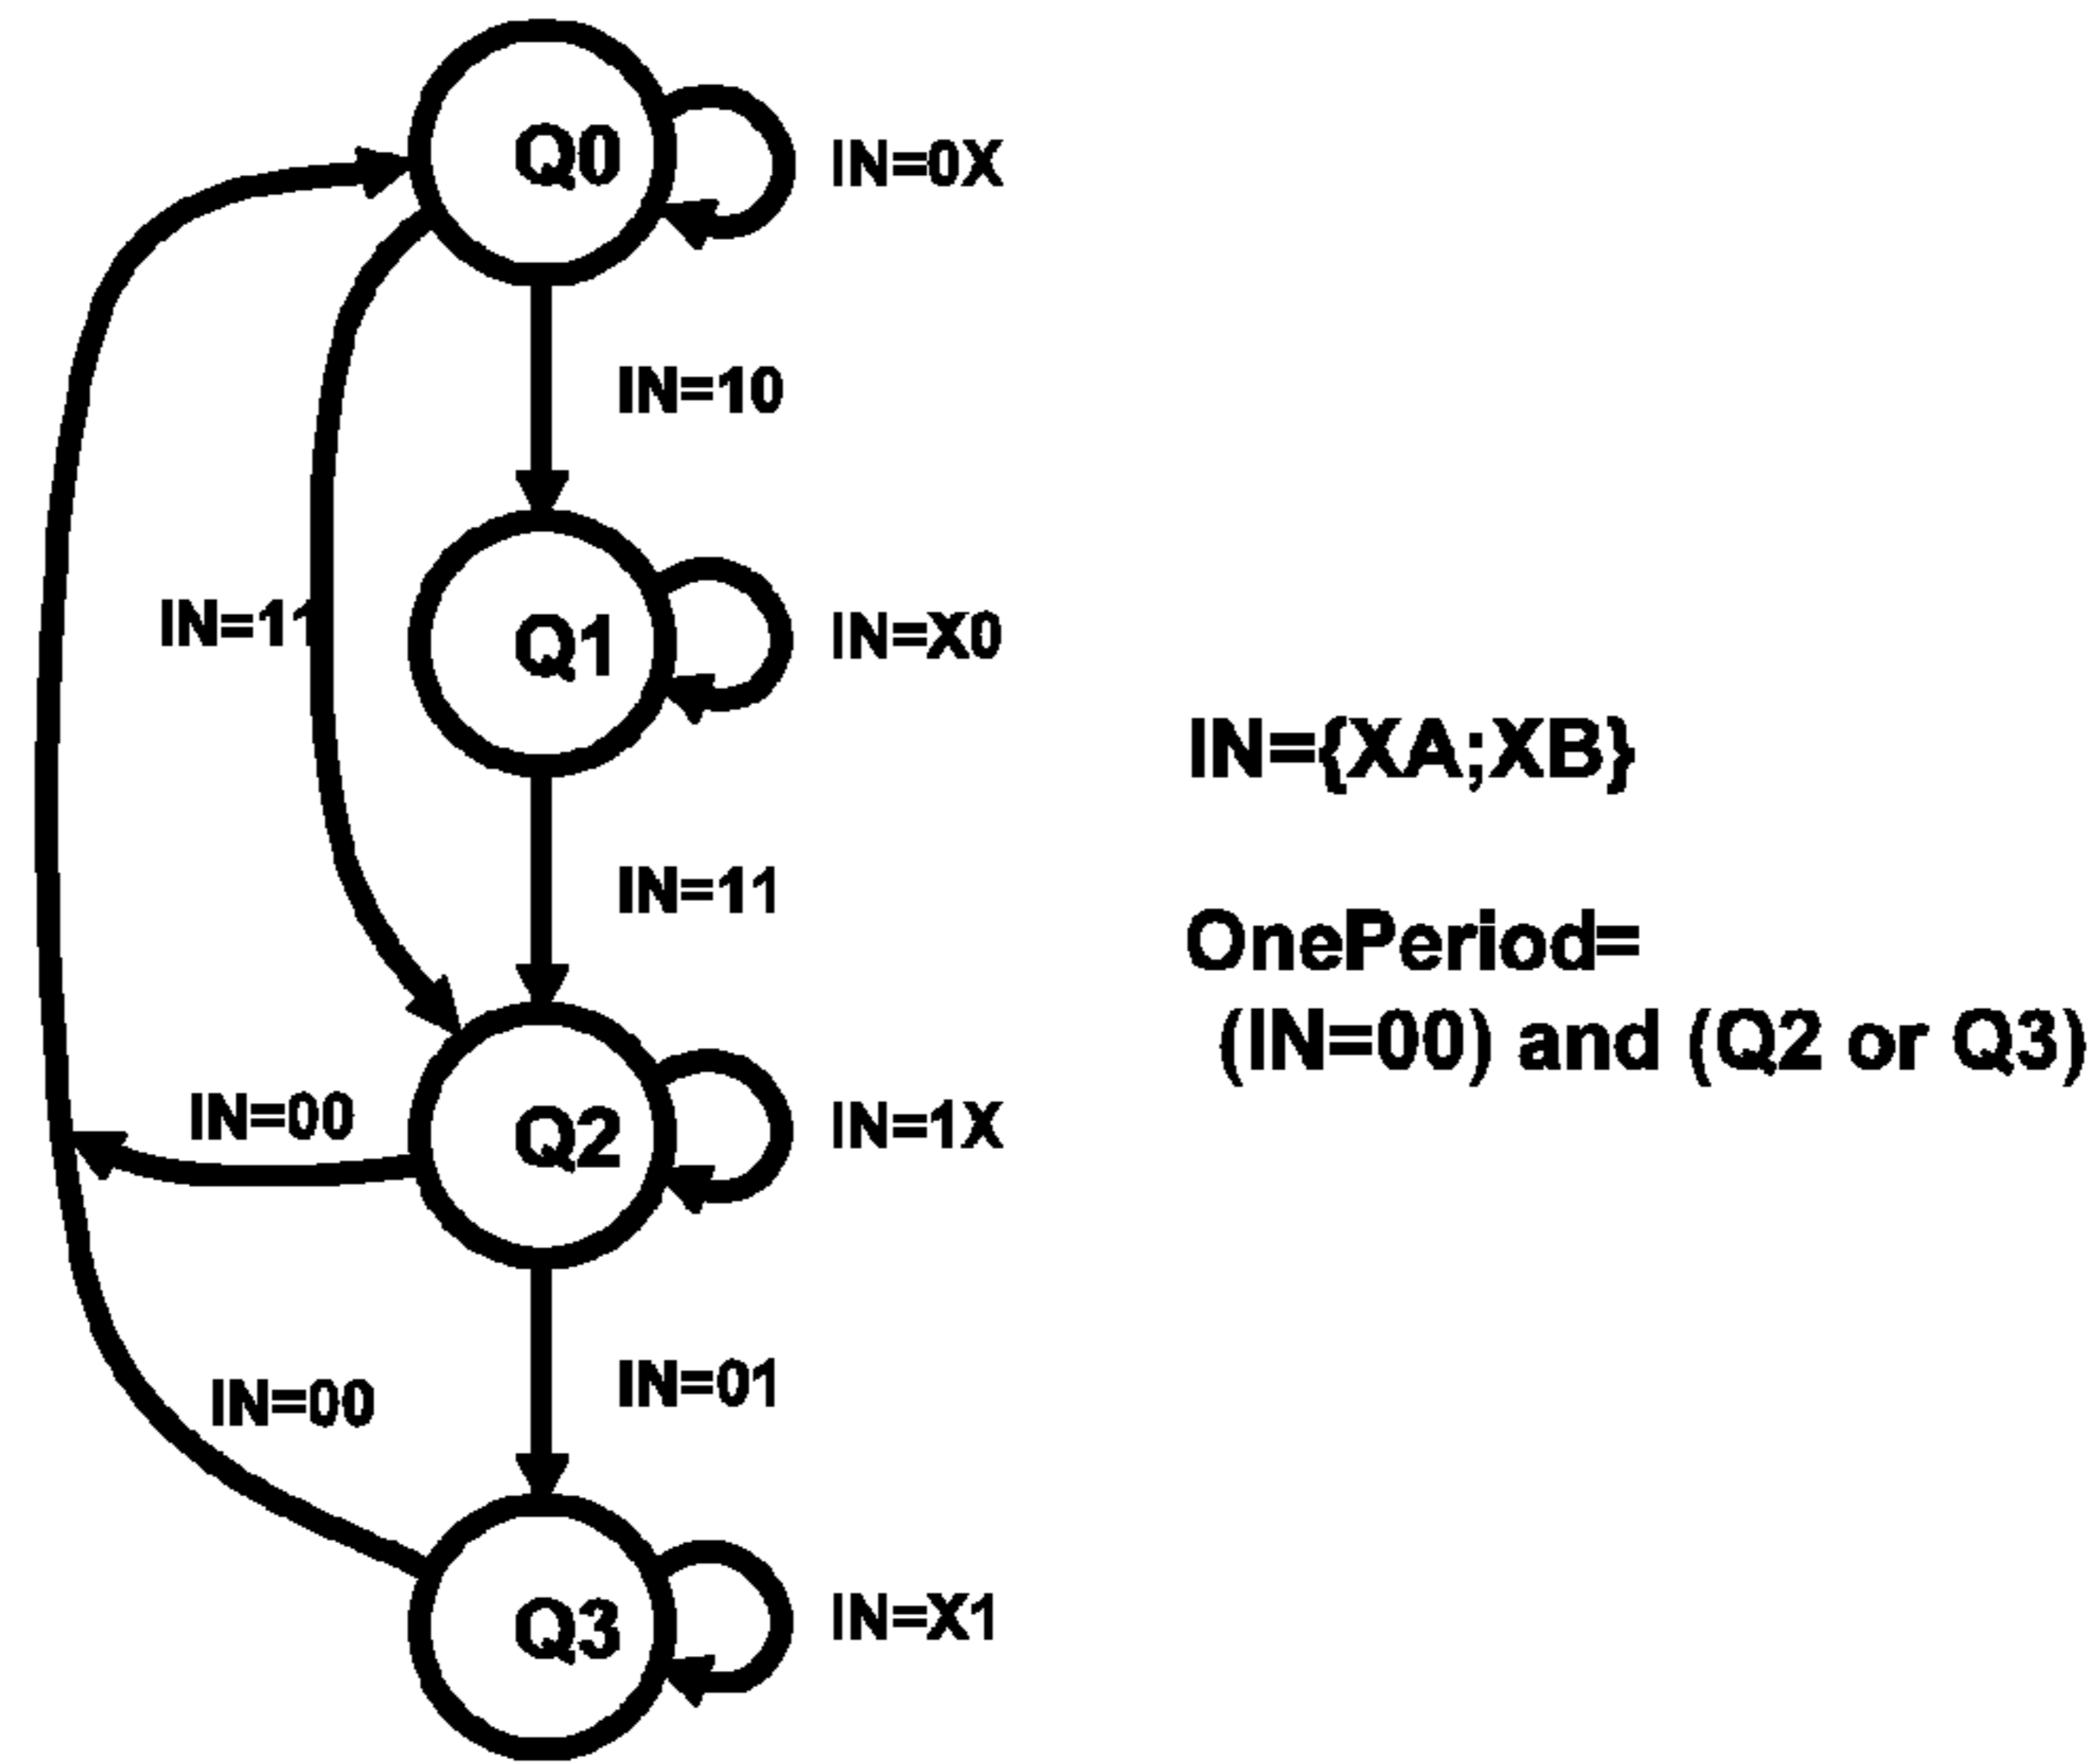 Q0
IN=0X
IN=10
IN=11
Q1
IN=X0
IN=11
IN={XA;XB}
OnePeriod=
(IN=00) and (Q2 or Q3)
IN=00
Q2
IN=1X
IN=00
IN=01
Q3
IN=X1